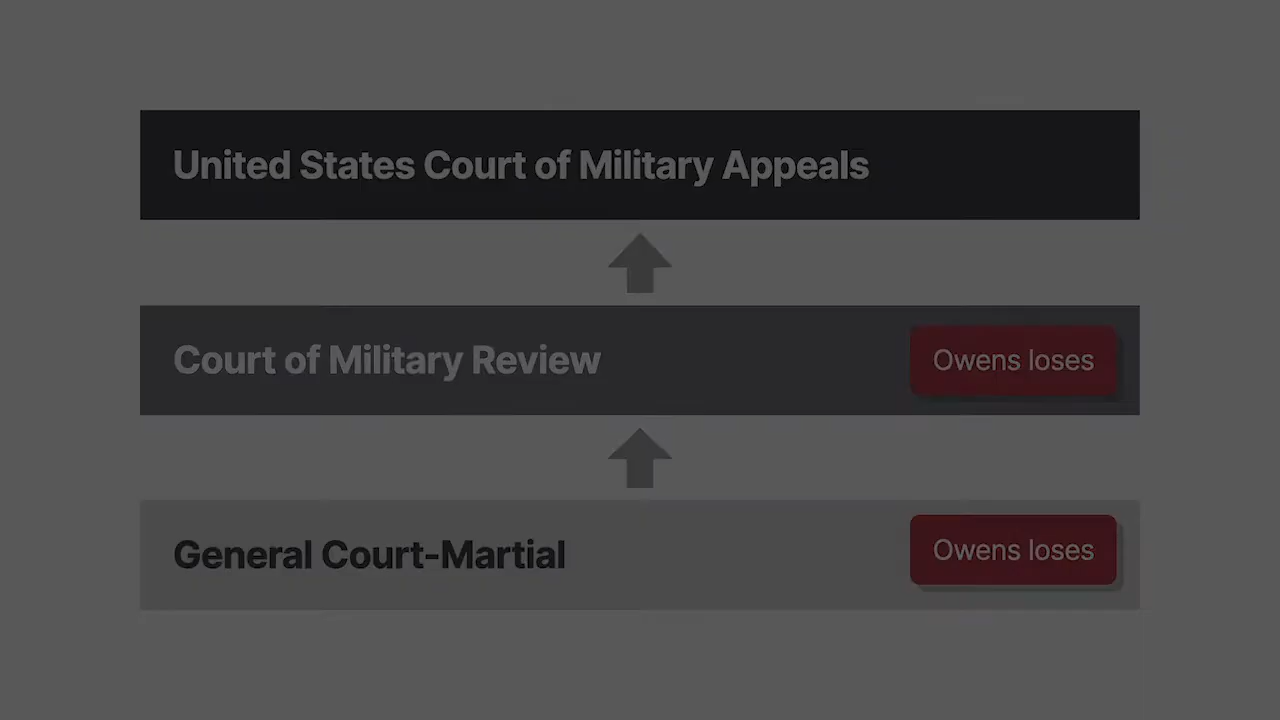 United States Court of Military Appeals
Court of Military Review
Owens loses
General Court-Martial
Owens loses